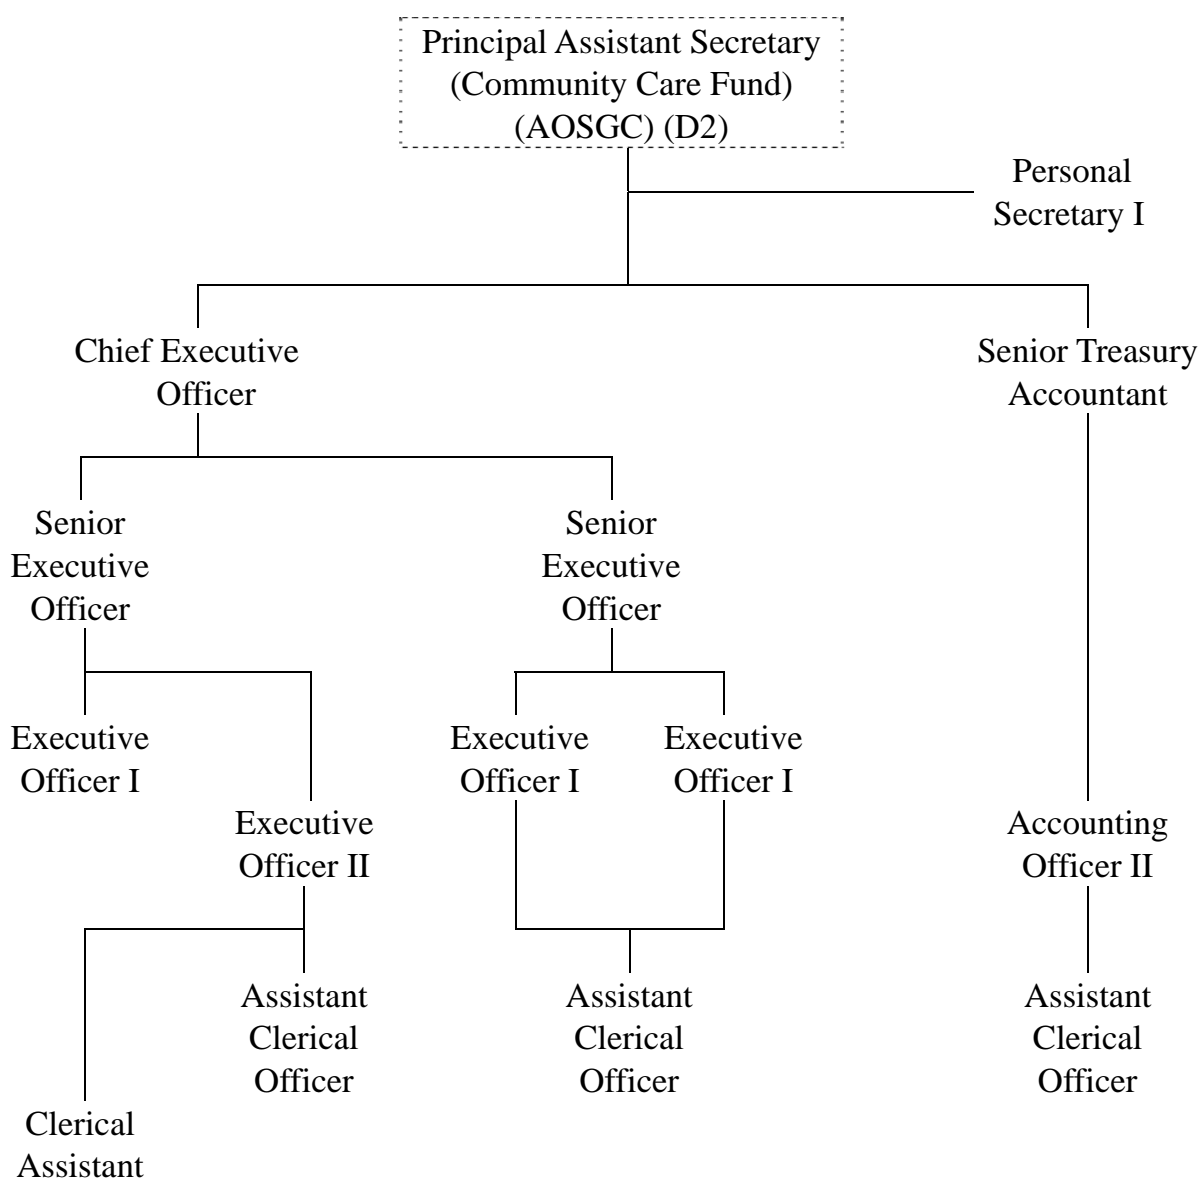 Principal Assistant Secretary
(Community Care Fund)
(AOSGC) (D2)
Personal
Secretary I
Chief Executive
Officer
Senior Treasury
Accountant
Senior
Executive
Officer
Senior
Executive
Officer
Executive
Officer I
Executive
Officer I
Executive
Officer I
Executive
Officer II
Accounting
Officer II
Assistant
Clerical
Officer
Assistant
Clerical
Officer
Assistant
Clerical
Officer
Clerical
Assistant